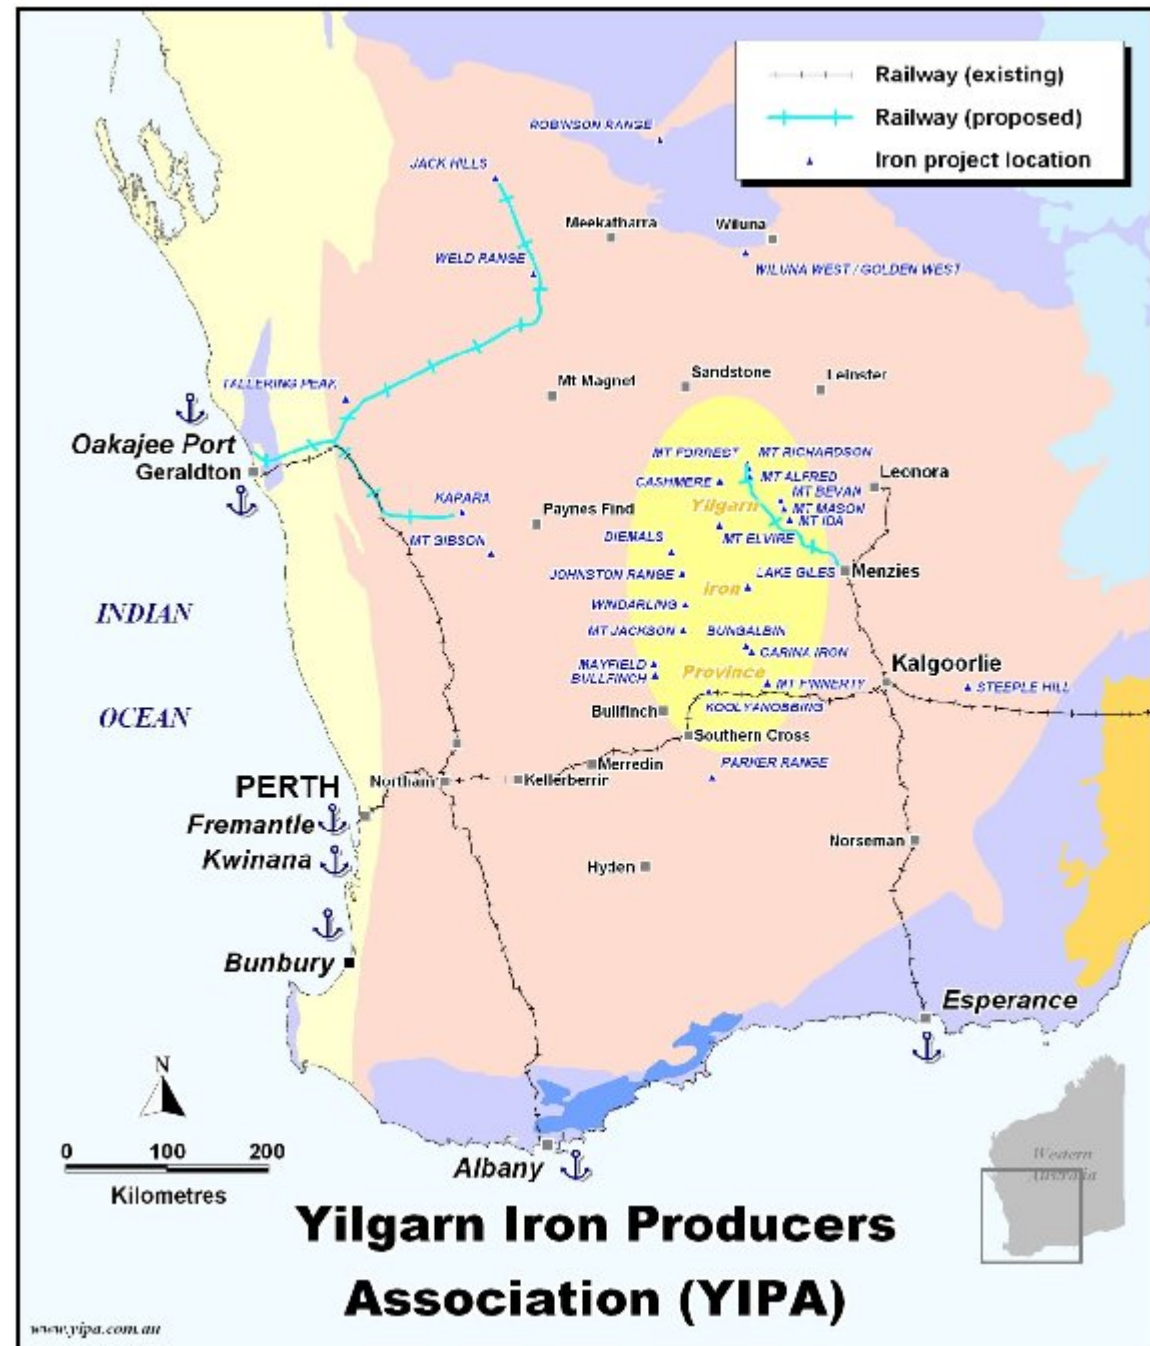 Railway (existing)
Railway (proposed)
Iron project location
ROBINSON RANGE
JACK HILLS
Meekatharra
Wiluna
WELD RANGE
WILUNA WEST / GOLDEN WEST
TALLERING PEAK
Mt Magnet
Sandstone
Leinster
Oakajee Port
Geraldton
MT FORREST
MT RICHARDSON
CASHMERE
MT ALFRED
Leonora
MT BEVAN
KAPARA
Paynes Find
Yilgarn
MT MASON
MT IDA
MT GIBSON
DIEMALS
MT ELVIRE
JOHNSTON RANGE
LAKE GILES
Menzies
Iron
INDIAN
WINDARLING
MT JACKSON
BUNGALBIN
CARINA IRON
MAYFIELD
Kalgoorlie
BULLFINCH
Province
MT FINNERTY
STEEPLE HILL
OCEAN
Bullfinch
KOOLYANOBBING
Southern Cross
Merredin
PARKER RANGE
PERTH
Northam
Kellerberrin
Fremantle
Norseman
Kwinana
Hyden
Bunbury
Esperance
N
0 100 200
Kilometres
Albany
Western
Australia
Yilgarn Iron Producers
Association (YIPA)
www.yipa.com.au